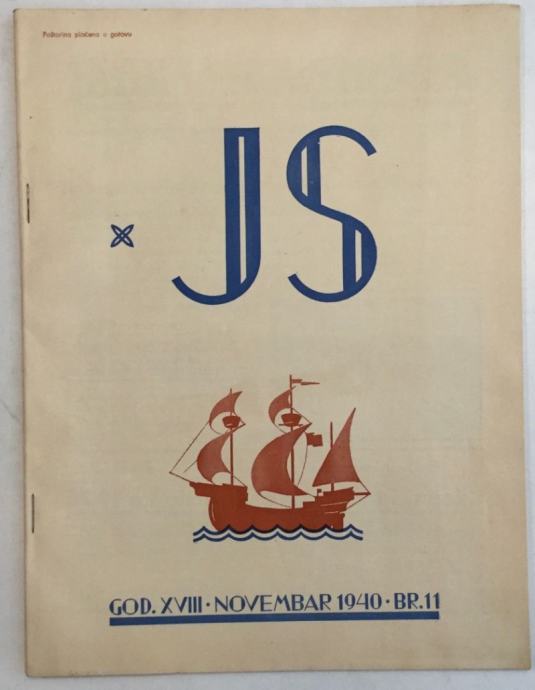 Poštarina plaćena u gotovu
JS
GOD. XVIII · NOVEMBAR 1940 · BR. 11